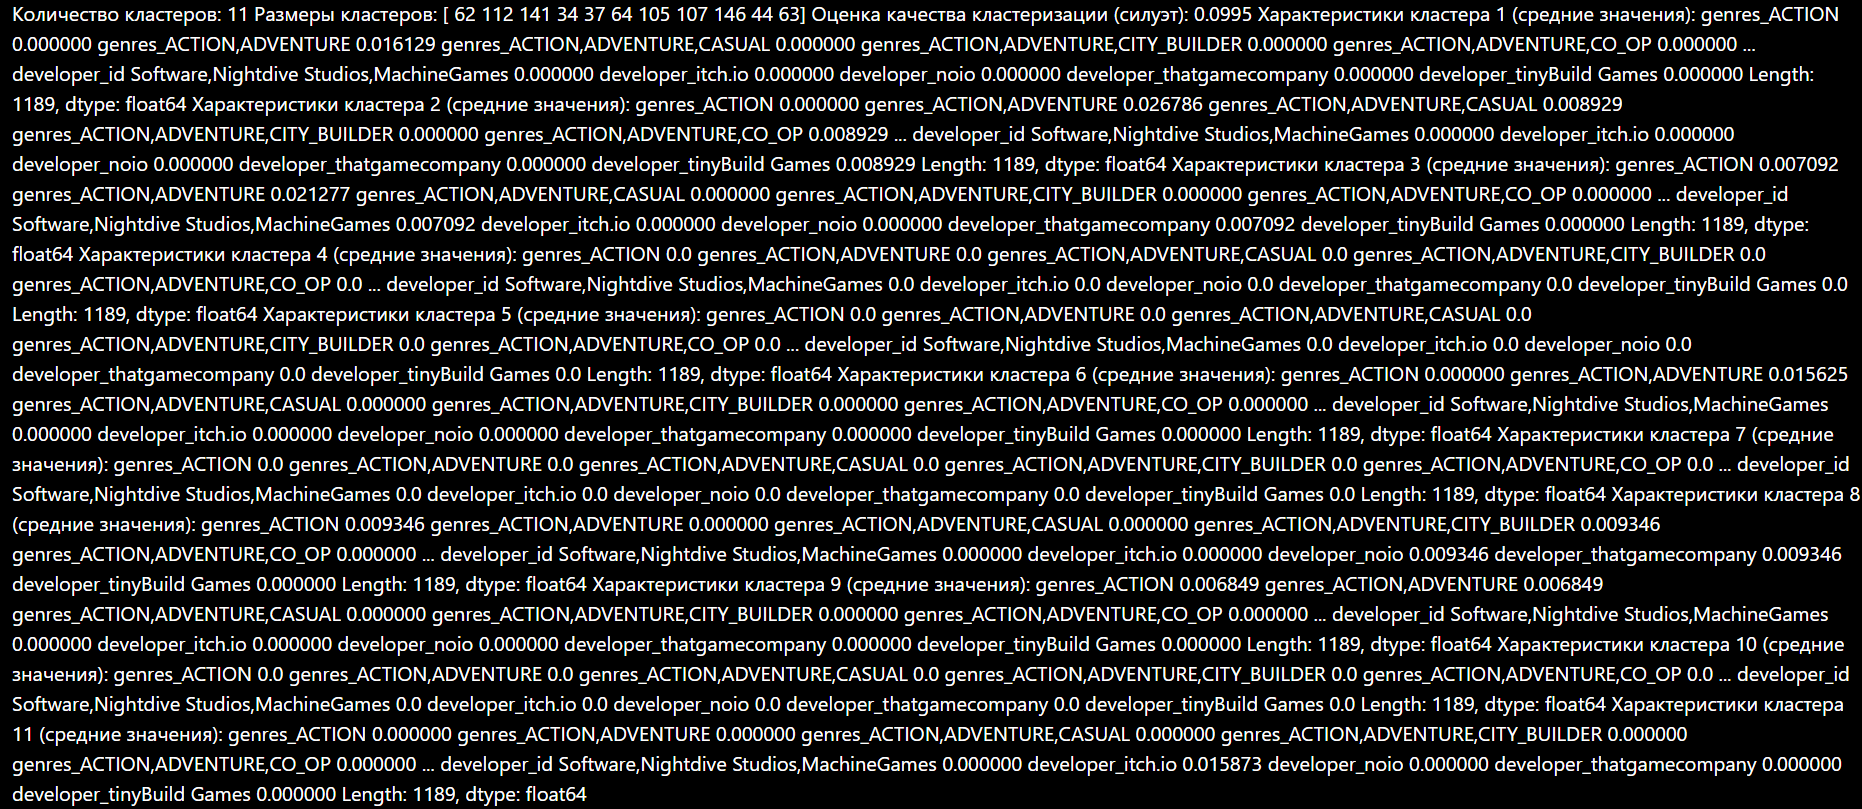 Количество кластеров: 11 Размеры кластеров: [ 62 112 141 34 37 64 105 107 146 44 63] Оценка качества кластеризации (силуэт): 0.0995 Характеристики кластера 1 (средние значения): genres_ACTION
0.000000 genres_ACTION,ADVENTURE 0.016129 genres_ACTION,ADVENTURE,CASUAL 0.000000 genres_ACTION,ADVENTURE,CITY_BUILDER 0.000000 genres_ACTION,ADVENTURE,CO_OP 0.000000 ...
developer_id Software,Nightdive Studios,MachineGames 0.000000 developer_itch.io 0.000000 developer_noio 0.000000 developer_thatgamecompany 0.000000 developer_tinyBuild Games 0.000000 Length:
1189, dtype: float64 Характеристики кластера 2 (средние значения): genres_ACTION 0.000000 genres_ACTION,ADVENTURE 0.026786 genres_ACTION,ADVENTURE,CASUAL 0.008929
genres_ACTION,ADVENTURE,CITY_BUILDER 0.000000 genres_ACTION,ADVENTURE,CO_OP 0.008929 ... developer_id Software,Nightdive Studios,MachineGames 0.000000 developer_itch.io 0.000000
developer_noio 0.000000 developer_thatgamecompany 0.000000 developer_tinyBuild Games 0.008929 Length: 1189, dtype: float64 Характеристики кластера 3 (средние значения): genres_ACTION 0.007092
genres_ACTION,ADVENTURE 0.021277 genres_ACTION,ADVENTURE,CASUAL 0.000000 genres_ACTION,ADVENTURE,CITY_BUILDER 0.000000 genres_ACTION,ADVENTURE,CO_OP 0.000000 ... developer_id
Software,Nightdive Studios,MachineGames 0.007092 developer_itch.io 0.000000 developer_noio 0.000000 developer_thatgamecompany 0.007092 developer_tinyBuild Games 0.000000 Length: 1189, dtype:
float64 Характеристики кластера 4 (средние значения): genres_ACTION 0.0 genres_ACTION,ADVENTURE 0.0 genres_ACTION,ADVENTURE,CASUAL 0.0 genres_ACTION,ADVENTURE,CITY_BUILDER 0.0
genres_ACTION,ADVENTURE,CO_OP 0.0 ... developer_id Software,Nightdive Studios,MachineGames 0.0 developer_itch.io 0.0 developer_noio 0.0 developer_thatgamecompany 0.0 developer_tinyBuild Games 0.0
Length: 1189, dtype: float64 Характеристики кластера 5 (средние значения): genres_ACTION 0.0 genres_ACTION,ADVENTURE 0.0 genres_ACTION,ADVENTURE,CASUAL 0.0
genres_ACTION,ADVENTURE,CITY_BUILDER 0.0 genres_ACTION,ADVENTURE,CO_OP 0.0 ... developer_id Software,Nightdive Studios,MachineGames 0.0 developer_itch.io 0.0 developer_noio 0.0
developer_thatgamecompany 0.0 developer_tinyBuild Games 0.0 Length: 1189, dtype: float64 Характеристики кластера 6 (средние значения): genres_ACTION 0.000000 genres_ACTION,ADVENTURE 0.015625
genres_ACTION,ADVENTURE,CASUAL 0.000000 genres_ACTION,ADVENTURE,CITY_BUILDER 0.000000 genres_ACTION,ADVENTURE,CO_OP 0.000000 ... developer_id Software,Nightdive Studios,MachineGames
0.000000 developer_itch.io 0.000000 developer_noio 0.000000 developer_thatgamecompany 0.000000 developer_tinyBuild Games 0.000000 Length: 1189, dtype: float64 Характеристики кластера 7 (средние
значения): genres_ACTION 0.0 genres_ACTION,ADVENTURE 0.0 genres_ACTION,ADVENTURE,CASUAL 0.0 genres_ACTION,ADVENTURE,CITY_BUILDER 0.0 genres_ACTION,ADVENTURE,CO_OP 0.0 ... developer_id
Software,Nightdive Studios,MachineGames 0.0 developer_itch.io 0.0 developer_noio 0.0 developer_thatgamecompany 0.0 developer_tinyBuild Games 0.0 Length: 1189, dtype: float64 Характеристики кластера 8
(средние значения): genres_ACTION 0.009346 genres_ACTION,ADVENTURE 0.000000 genres_ACTION,ADVENTURE,CASUAL 0.000000 genres_ACTION,ADVENTURE,CITY_BUILDER 0.009346
genres_ACTION,ADVENTURE,CO_OP 0.000000 ... developer_id Software,Nightdive Studios,MachineGames 0.000000 developer_itch.io 0.000000 developer_noio 0.009346 developer_thatgamecompany 0.009346
developer_tinyBuild Games 0.000000 Length: 1189, dtype: float64 Характеристики кластера 9 (средние значения): genres_ACTION 0.006849 genres_ACTION,ADVENTURE 0.006849
genres_ACTION,ADVENTURE,CASUAL 0.000000 genres_ACTION,ADVENTURE,CITY_BUILDER 0.000000 genres_ACTION,ADVENTURE,CO_OP 0.000000 ... developer_id Software,Nightdive Studios,MachineGames
0.000000 developer_itch.io 0.000000 developer_noio 0.000000 developer_thatgamecompany 0.000000 developer_tinyBuild Games 0.000000 Length: 1189, dtype: float64 Характеристики кластера 10 (средние
значения): genres_ACTION 0.0 genres_ACTION,ADVENTURE 0.0 genres_ACTION,ADVENTURE,CASUAL 0.0 genres_ACTION,ADVENTURE,CITY_BUILDER 0.0 genres_ACTION,ADVENTURE,CO_OP 0.0 ... developer_id
Software,Nightdive Studios,MachineGames 0.0 developer_itch.io 0.0 developer_noio 0.0 developer_thatgamecompany 0.0 developer_tinyBuild Games 0.0 Length: 1189, dtype: float64 Характеристики кластера
11 (средние значения): genres_ACTION 0.000000 genres_ACTION,ADVENTURE 0.000000 genres_ACTION,ADVENTURE,CASUAL 0.000000 genres_ACTION,ADVENTURE,CITY_BUILDER 0.000000
genres_ACTION,ADVENTURE,CO_OP 0.000000 ... developer_id Software,Nightdive Studios,MachineGames 0.000000 developer_itch.io 0.015873 developer_noio 0.000000 developer_thatgamecompany 0.000000
developer_tinyBuild Games 0.000000 Length: 1189, dtype: float64